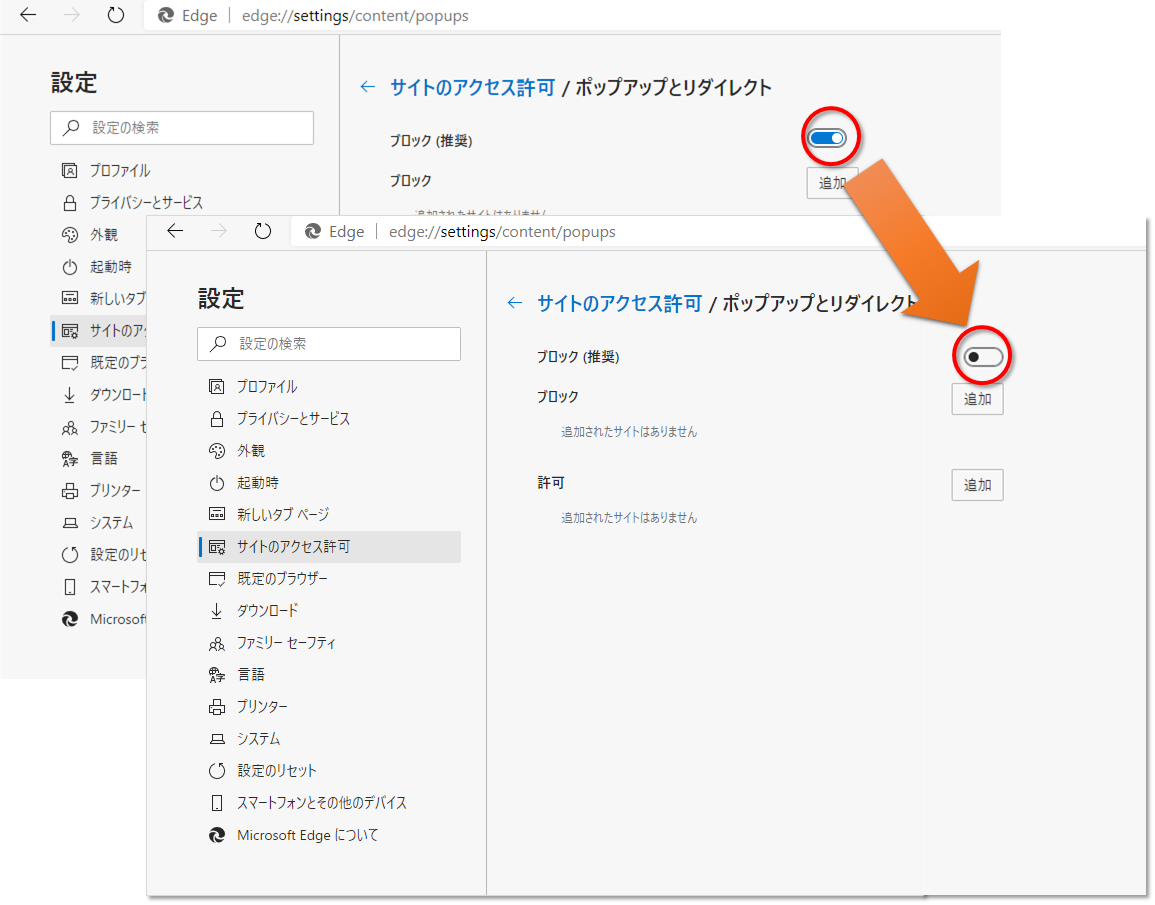 Edge edge://settings/content/popups
設定
設定の検索
プロファイル
プライバシーとサービス
外観
起動時
新しいタブ
サイトのア
既定のブラ
ダウンロー
ファミリー セ
言語
プリンター
システム
設定のリセ
スマートフォ
Microsoft
サイトのアクセス許可 / ポップアップとリダイレクト
ブロック (推奨)
ブロック
追加
追加されたサイトはありません
Edge edge://settings/content/popups
設定
設定の検索
プロファイル
プライバシーとサービス
外観
起動時
新しいタブ ページ
サイトのアクセス許可
既定のブラウザー
ダウンロード
ファミリー セーフティ
言語
プリンター
システム
設定のリセット
スマートフォンとその他のデバイス
Microsoft Edge について
サイトのアクセス許可 / ポップアップとリダイレクト
ブロック (推奨)
ブロック
追加
追加されたサイトはありません
許可
追加
追加されたサイトはありません